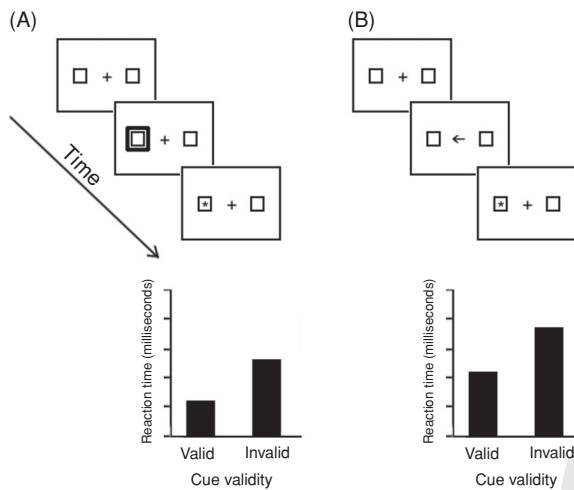 (A)
Time
Reaction time (milliseconds)
Valid Invalid
Cue validity
(B)
Reaction time (milliseconds)
Valid Invalid
Cue validity